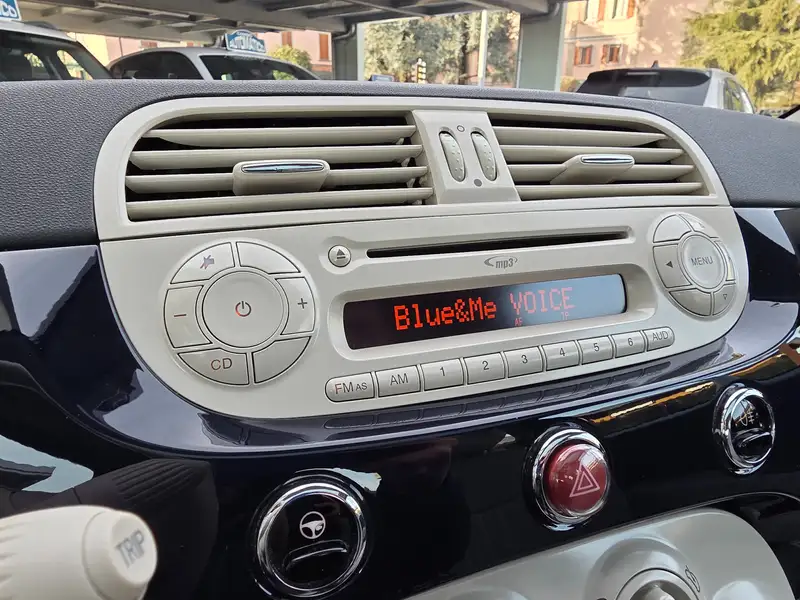 AUTOMATICO
mp3
Blue&Me VOICE
AF TP
MENU
CD
FM AS AM 1 2 3 4 5 6 AUD
TRIP